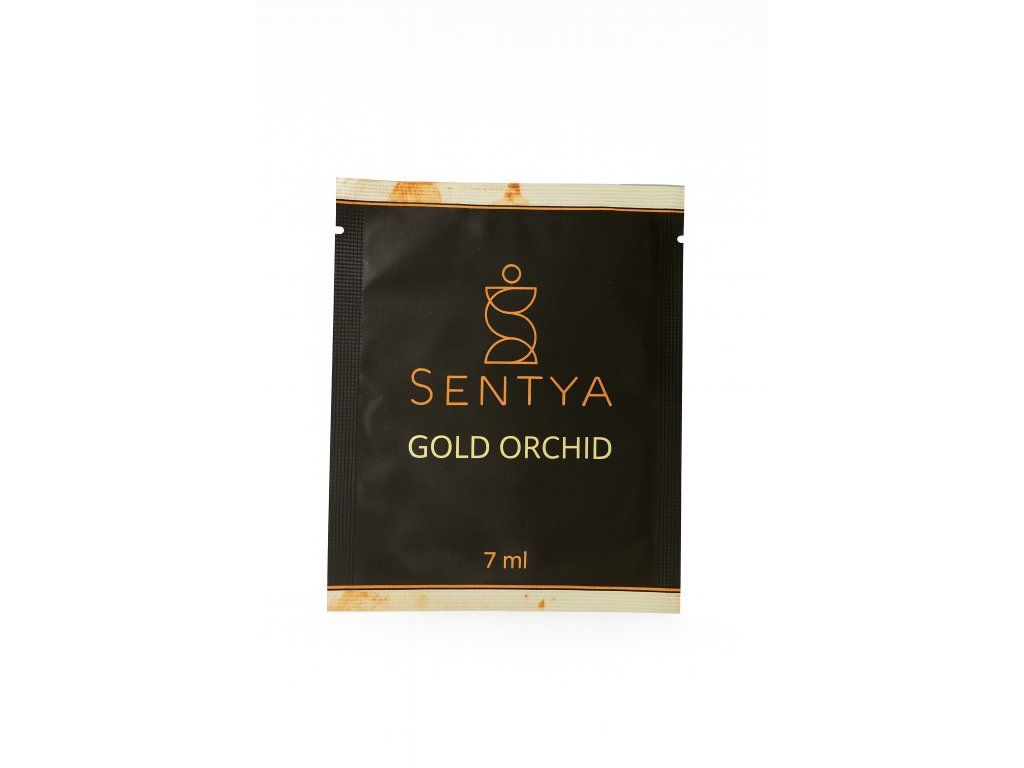 SENTYA
GOLD ORCHID
7 ml